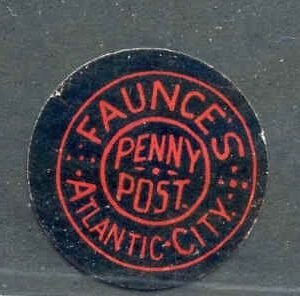 FAUNCE'S
PENNY
POST.
ATLANTIC-CITY.